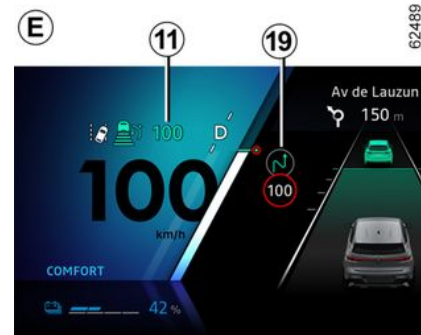 E
11
19
62489
Av de Lauzun
150 m
100
D
100
km/h
100
COMFORT
42 %